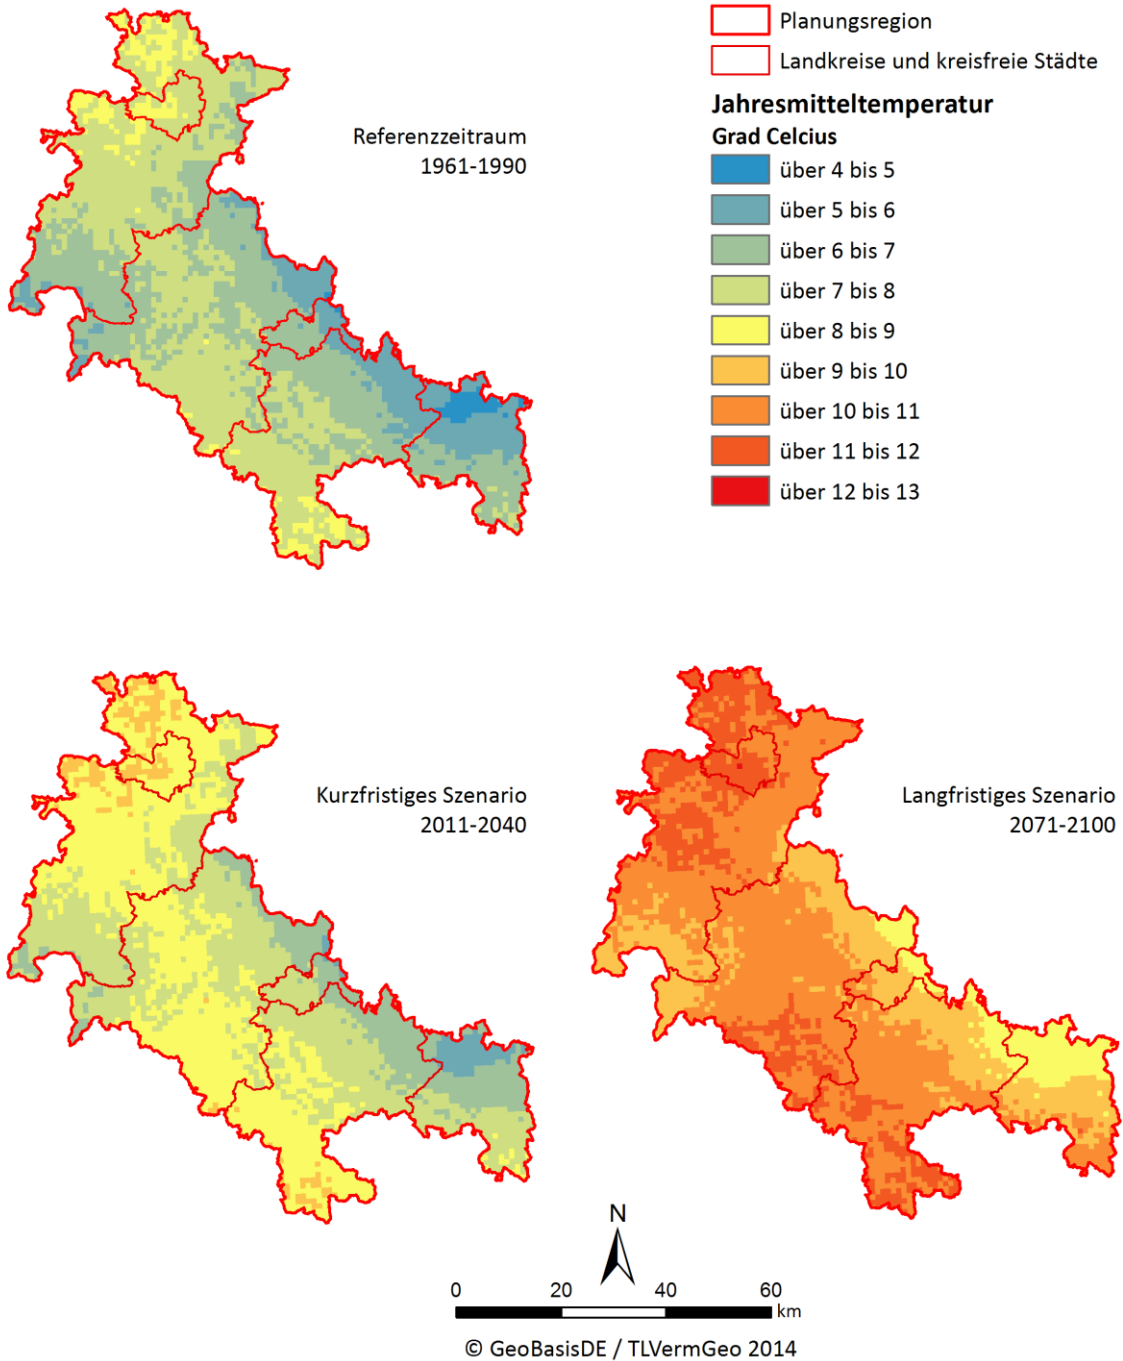 Planungsregion
Landkreise und kreisfreie Städte
Jahresmitteltemperatur
Grad Celcius
über 4 bis 5
über 5 bis 6
über 6 bis 7
über 7 bis 8
über 8 bis 9
über 9 bis 10
über 10 bis 11
über 11 bis 12
über 12 bis 13
Referenzzeitraum
1961-1990
Kurzfristiges Szenario
2011-2040
Langfristiges Szenario
2071-2100
N
0 20 40 60
km
© GeoBasisDE / TLVermGeo 2014